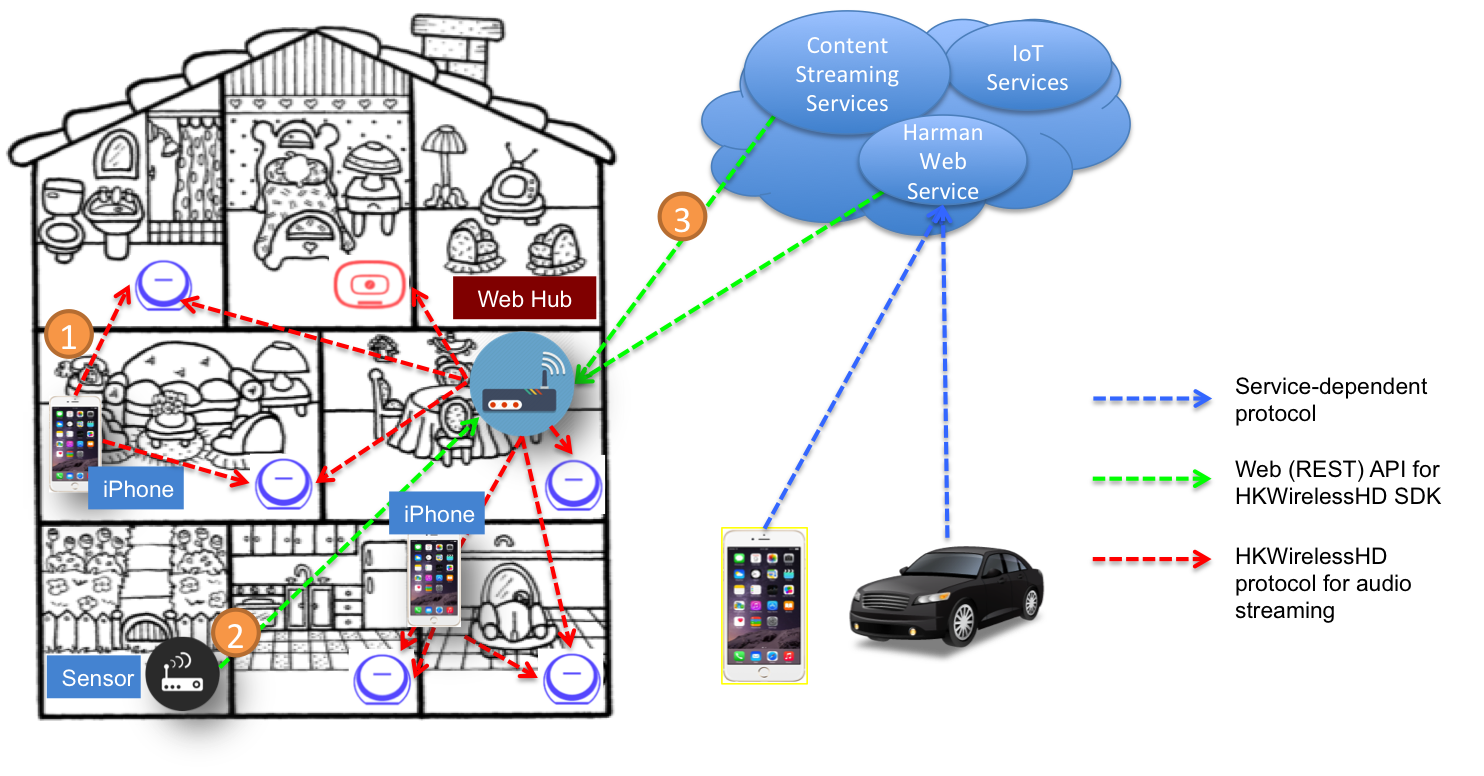 Content
Streaming
Services
IoT
Services
Harman
Web
Service
3
Web Hub
1
iPhone
iPhone
2
Sensor
Service-dependent
protocol
Web (REST) API for
HKWirelessHD SDK
HKWirelessHD
protocol for audio
streaming